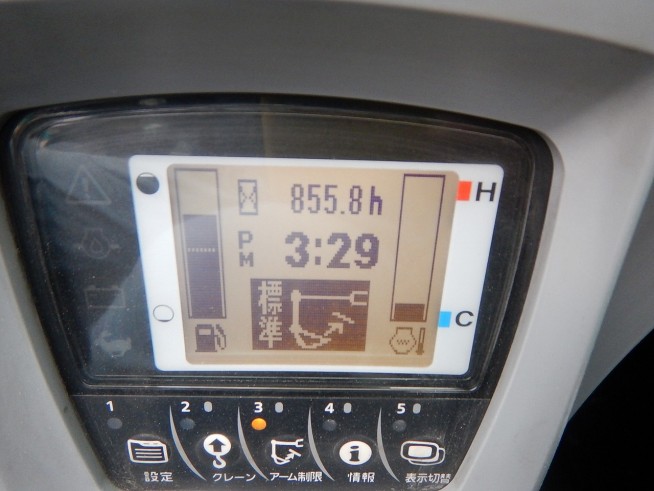 855.8h
PM 3:29
H
標準
C
1 2 3 4 5
設定 クレーン アーム制限 情報 表示切替